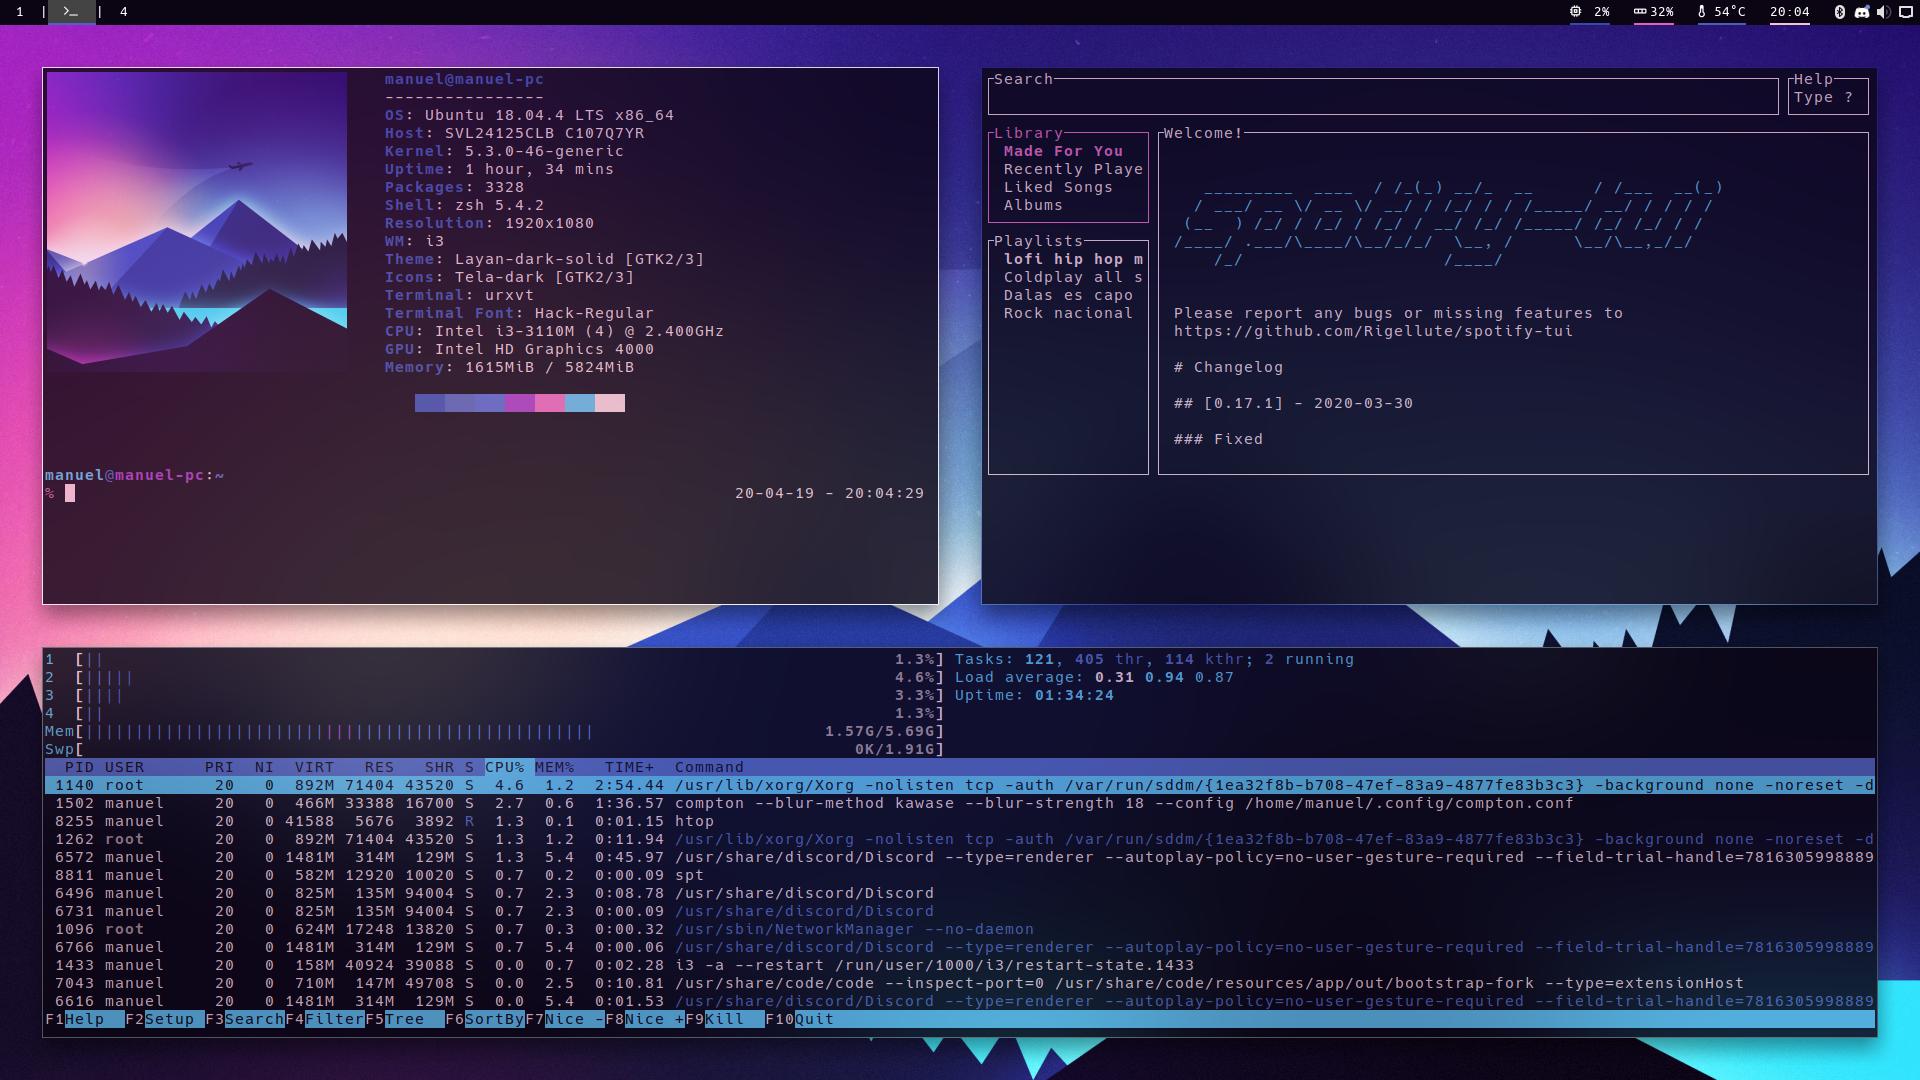 1 | >_ | 4 2% 32% 54°C 20:04
manuel@manuel-pc
----------------
OS: Ubuntu 18.04.4 LTS x86_64
Host: SVL24125CLB C107Q7YR
Kernel: 5.3.0-46-generic
Uptime: 1 hour, 34 mins
Packages: 3328
Shell: zsh 5.4.2
Resolution: 1920x1080
WM: i3
Theme: Layan-dark-solid [GTK2/3]
Icons: Tela-dark [GTK2/3]
Terminal: urxvt
Terminal Font: Hack-Regular
CPU: Intel i3-3110M (4) @ 2.400GHz
GPU: Intel HD Graphics 4000
Memory: 1615MiB / 5824MiB
manuel@manuel-pc:~
% 20-04-19 - 20:04:29
Search
Help
Type ?
Library
Made For You
Recently Playe
Liked Songs
Albums
Playlists
lofi hip hop m
Coldplay all s
Dalas es capo
Rock nacional
Welcome!
   _________  ____  / /_(_) __/_  __      / /___  __(_)
  / ___/ __ \/ __ \/ __/ / /_/ / / /_____/ __/ / / / /
 (__  ) /_/ / /_/ / /_/ / __/ /_/ /_____/ /_/ /_/ / /
/____/ .___/\____/\__/_/_/  \__, /      \__/\__,_/_/
    /_/                    /____/
Please report any bugs or missing features to
https://github.com/Rigellute/spotify-tui
# Changelog
## [0.17.1] - 2020-03-30
### Fixed
1 [|| 1.3%] Tasks: 121, 405 thr, 114 kthr; 2 running
2 [||||| 4.6%] Load average: 0.31 0.94 0.87
3 [|||| 3.3%] Uptime: 01:34:24
4 [|| 1.3%]
Mem[||||||||||||||||||||||||||||||||||||||||||||||||||| 1.57G/5.69G]
Swp[ 0K/1.91G]
PID USER PRI NI VIRT RES SHR S CPU% MEM% TIME+ Command
1140 root 20 0 892M 71404 43520 S 4.6 1.2 2:54.44 /usr/lib/xorg/Xorg -nolisten tcp -auth /var/run/sddm/{1ea32f8b-b708-47ef-83a9-4877fe83b3c3} -background none -noreset -d
1502 manuel 20 0 466M 33388 16700 S 2.7 0.6 1:36.57 compton --blur-method kawase --blur-strength 18 --config /home/manuel/.config/compton.conf
8255 manuel 20 0 41588 5676 3892 R 1.3 0.1 0:01.15 htop
1262 root 20 0 892M 71404 43520 S 1.3 1.2 0:11.94 /usr/lib/xorg/Xorg -nolisten tcp -auth /var/run/sddm/{1ea32f8b-b708-47ef-83a9-4877fe83b3c3} -background none -noreset -d
6572 manuel 20 0 1481M 314M 129M S 1.3 5.4 0:45.97 /usr/share/discord/Discord --type=renderer --autoplay-policy=no-user-gesture-required --field-trial-handle=7816305998889
8811 manuel 20 0 582M 12920 10020 S 0.7 0.2 0:00.09 spt
6496 manuel 20 0 825M 135M 94004 S 0.7 2.3 0:08.78 /usr/share/discord/Discord
6731 manuel 20 0 825M 135M 94004 S 0.7 2.3 0:00.09 /usr/share/discord/Discord
1096 root 20 0 624M 17248 13820 S 0.7 0.3 0:00.32 /usr/sbin/NetworkManager --no-daemon
6766 manuel 20 0 1481M 314M 129M S 0.7 5.4 0:00.06 /usr/share/discord/Discord --type=renderer --autoplay-policy=no-user-gesture-required --field-trial-handle=7816305998889
1433 manuel 20 0 158M 40924 39088 S 0.0 0.7 0:02.28 i3 -a --restart /run/user/1000/i3/restart-state.1433
7043 manuel 20 0 710M 147M 49708 S 0.0 2.5 0:10.81 /usr/share/code/code --inspect-port=0 /usr/share/code/resources/app/out/bootstrap-fork --type=extensionHost
6616 manuel 20 0 1481M 314M 129M S 0.0 5.4 0:01.53 /usr/share/discord/Discord --type=renderer --autoplay-policy=no-user-gesture-required --field-trial-handle=7816305998889
F1Help F2Setup F3SearchF4FilterF5Tree F6SortByF7Nice -F8Nice +F9Kill F10Quit